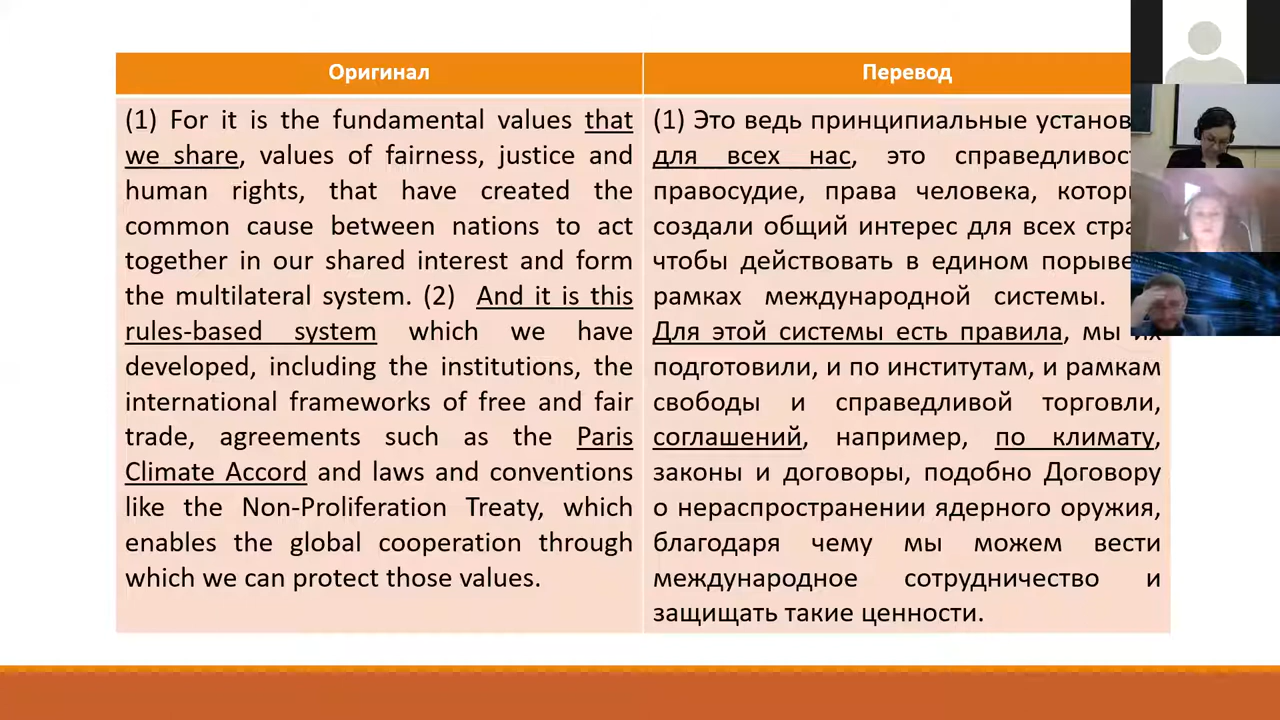 Оригинал
Перевод
(1) For it is the fundamental values that
we share, values of fairness, justice and
human rights, that have created the
common cause between nations to act
together in our shared interest and form
the multilateral system. (2) And it is this
rules-based system which we have
developed, including the institutions, the
international frameworks of free and fair
trade, agreements such as the Paris
Climate Accord and laws and conventions
like the Non-Proliferation Treaty, which
enables the global cooperation through
which we can protect those values.
(1) Это ведь принципиальные
для всех нас, это
правосудие, права человека,
создали общий интерес для всех
чтобы действовать в едином
рамках международной системы.
Для этой системы есть правила, мы их
подготовили, и по институтам, и рамкам
свободы и справедливой торговли,
соглашений, например, по климату,
законы и договоры, подобно Договору
о нераспространении ядерного оружия,
благодаря чему мы можем вести
международное сотрудничество и
защищать такие ценности.